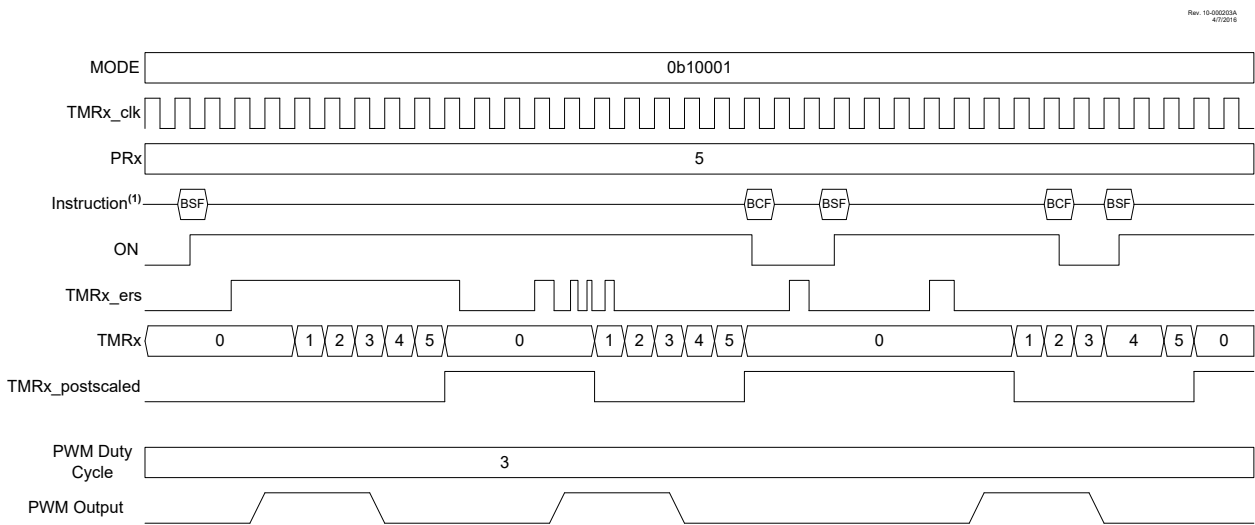 Rev. 10-000203A
4/7/2016
MODE 0b10001
TMRx_clk
PRx 5
Instruction(1) BSF BCF BSF BCF BSF
ON
TMRx_ers
TMRx 0 1 2 3 4 5 0 1 2 3 4 5 0 1 2 3 4 5 0
TMRx_postscaled
PWM Duty
Cycle 3
PWM Output